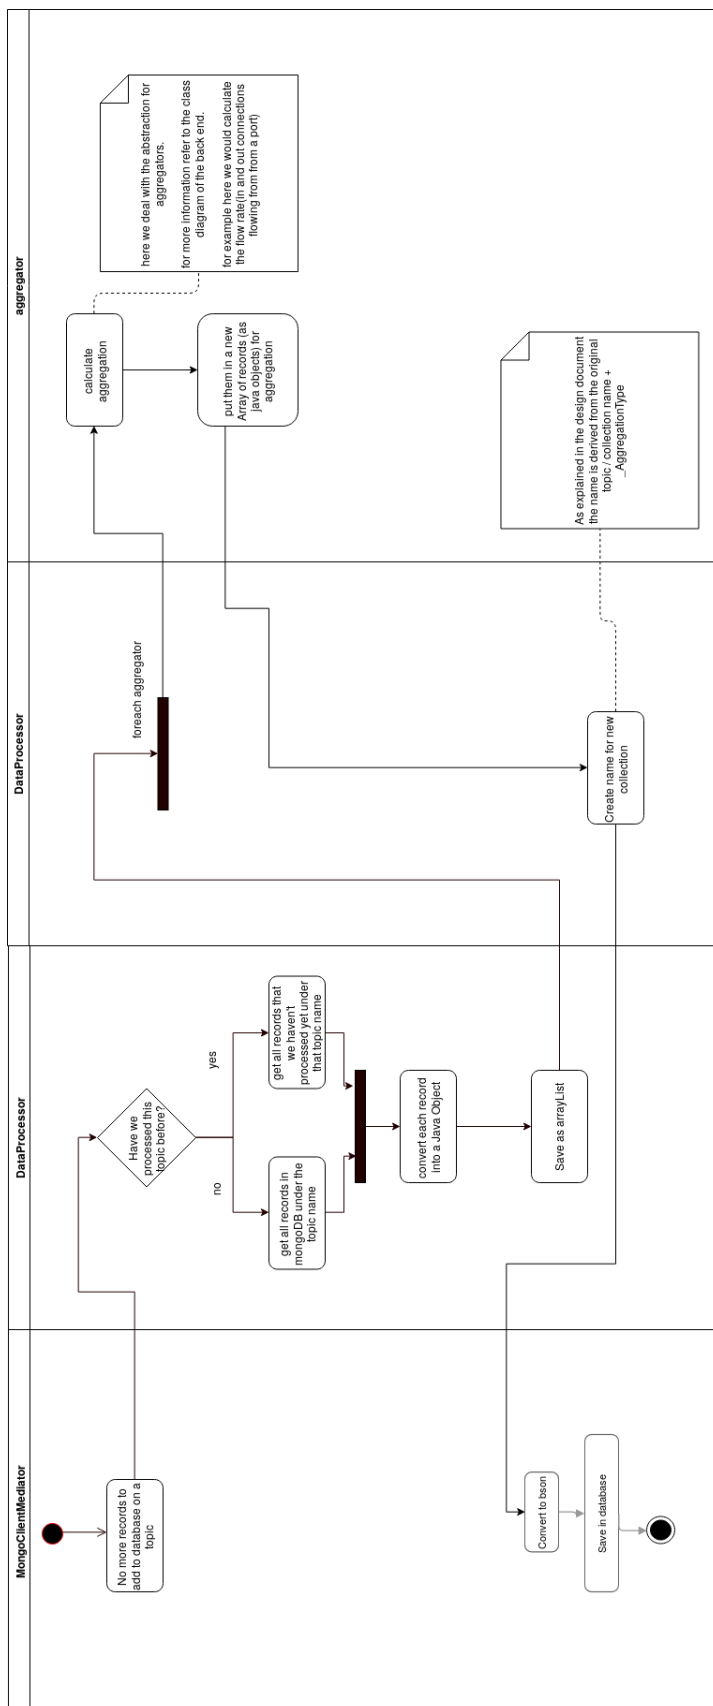 MongoClientMediator
DataProcessor
DataProcessor
aggregator
No more records to
add to database on a
topic
Have we
processed this
topic before?
no
yes
get all records in
mongoDB under the
topic name
get all records that
we haven't
processed yet under
that topic name
convert each record
into a Java Object
Save as arrayList
foreach aggregator
calculate
aggregation
here we deal with the abstraction for
aggregators.
for more information refer to the class
diagram of the back end.
for example here we would calculate
the flow rate(in and out connections
flowing from from a port)
put them in a new
Array of records (as
java objects) for
aggregation
Create name for new
collection
As explained in the design document
the name is derived from the original
topic / collection name +
_AggregationType
Convert to bson
Save in database